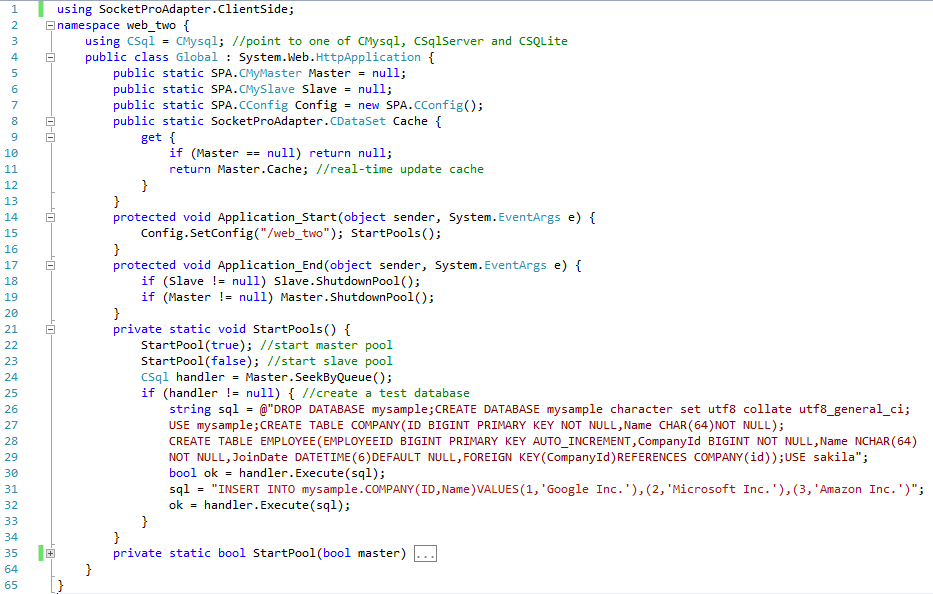 1 using SocketProAdapter.ClientSide;
2 namespace web_two {
3 using CSql = CMysql; //point to one of CMysql, CSqlServer and CSQLite
4 public class Global : System.Web.HttpApplication {
5 public static SPA.CMyMaster Master = null;
6 public static SPA.CMySlave Slave = null;
7 public static SPA.CConfig Config = new SPA.CConfig();
8 public static SocketProAdapter.CDataSet Cache {
9 get {
10 if (Master == null) return null;
11 return Master.Cache; //real-time update cache
12 }
13 }
14 protected void Application_Start(object sender, System.EventArgs e) {
15 Config.SetConfig("/web_two"); StartPools();
16 }
17 protected void Application_End(object sender, System.EventArgs e) {
18 if (Slave != null) Slave.ShutdownPool();
19 if (Master != null) Master.ShutdownPool();
20 }
21 private static void StartPools() {
22 StartPool(true); //start master pool
23 StartPool(false); //start slave pool
24 CSql handler = Master.SeekByQueue();
25 if (handler != null) { //create a test database
26 string sql = @"DROP DATABASE mysample;CREATE DATABASE mysample character set utf8 collate utf8_general_ci;
27 USE mysample;CREATE TABLE COMPANY(ID BIGINT PRIMARY KEY NOT NULL,Name CHAR(64)NOT NULL);
28 CREATE TABLE EMPLOYEE(EMPLOYEEID BIGINT PRIMARY KEY AUTO_INCREMENT,CompanyId BIGINT NOT NULL,Name NCHAR(64)
29 NOT NULL,JoinDate DATETIME(6)DEFAULT NULL,FOREIGN KEY(CompanyId)REFERENCES COMPANY(id));USE sakila";
30 bool ok = handler.Execute(sql);
31 sql = "INSERT INTO mysample.COMPANY(ID,Name)VALUES(1,'Google Inc.'),(2,'Microsoft Inc.'),(3,'Amazon Inc.')";
32 ok = handler.Execute(sql);
33 }
34 }
35 private static bool StartPool(bool master) ...
64 }
65 }